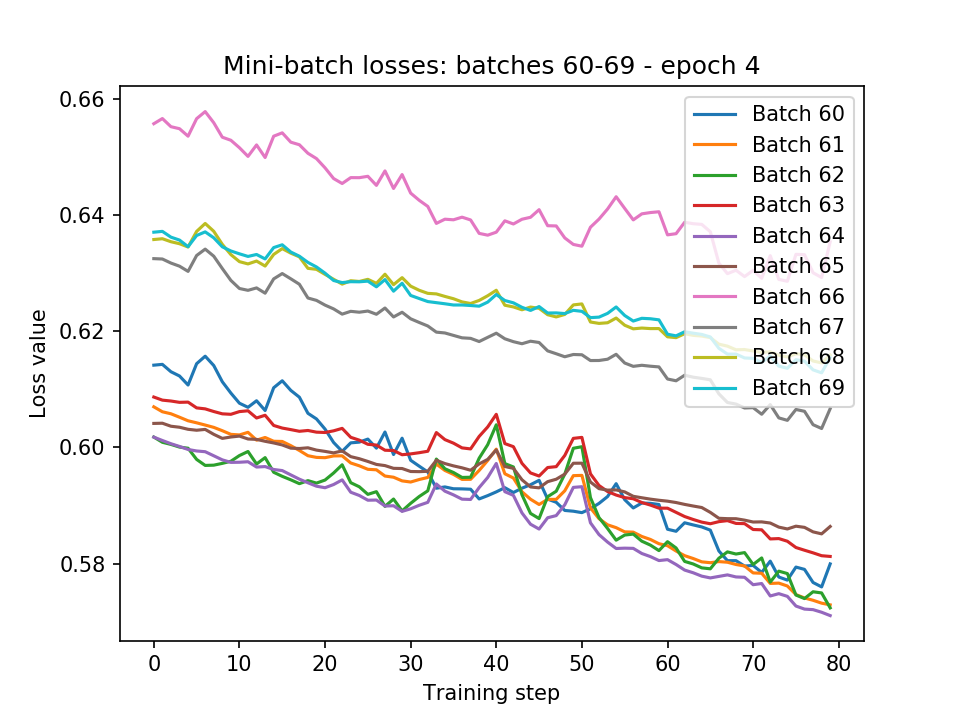 Mini-batch losses: batches 60-69 - epoch 4
Loss value
0.66
0.64
0.62
0.60
0.58
Batch 60
Batch 61
Batch 62
Batch 63
Batch 64
Batch 65
Batch 66
Batch 67
Batch 68
Batch 69
0 10 20 30 40 50 60 70 80
Training step